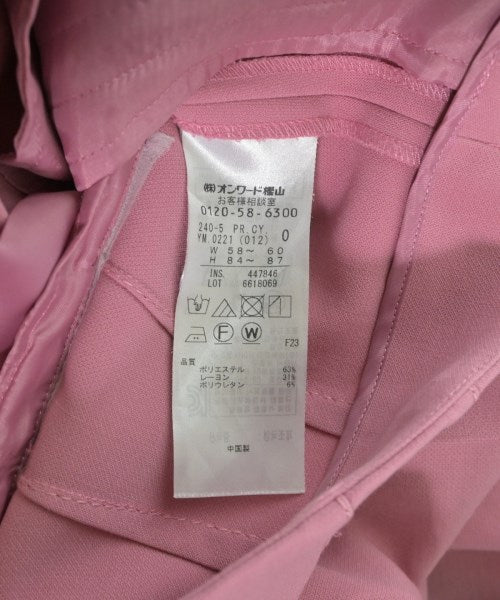 (株)オンワード樫山
お客様相談室
0120-58-6300
240-5 PR.CY.
YM.0221 (012) 0
W 58～ 60
H 84～ 87
INS. 447846
LOT 6618069
F W
F23
品質
ポリエステル 63%
レーヨン 31%
ポリウレタン 6%
中国製